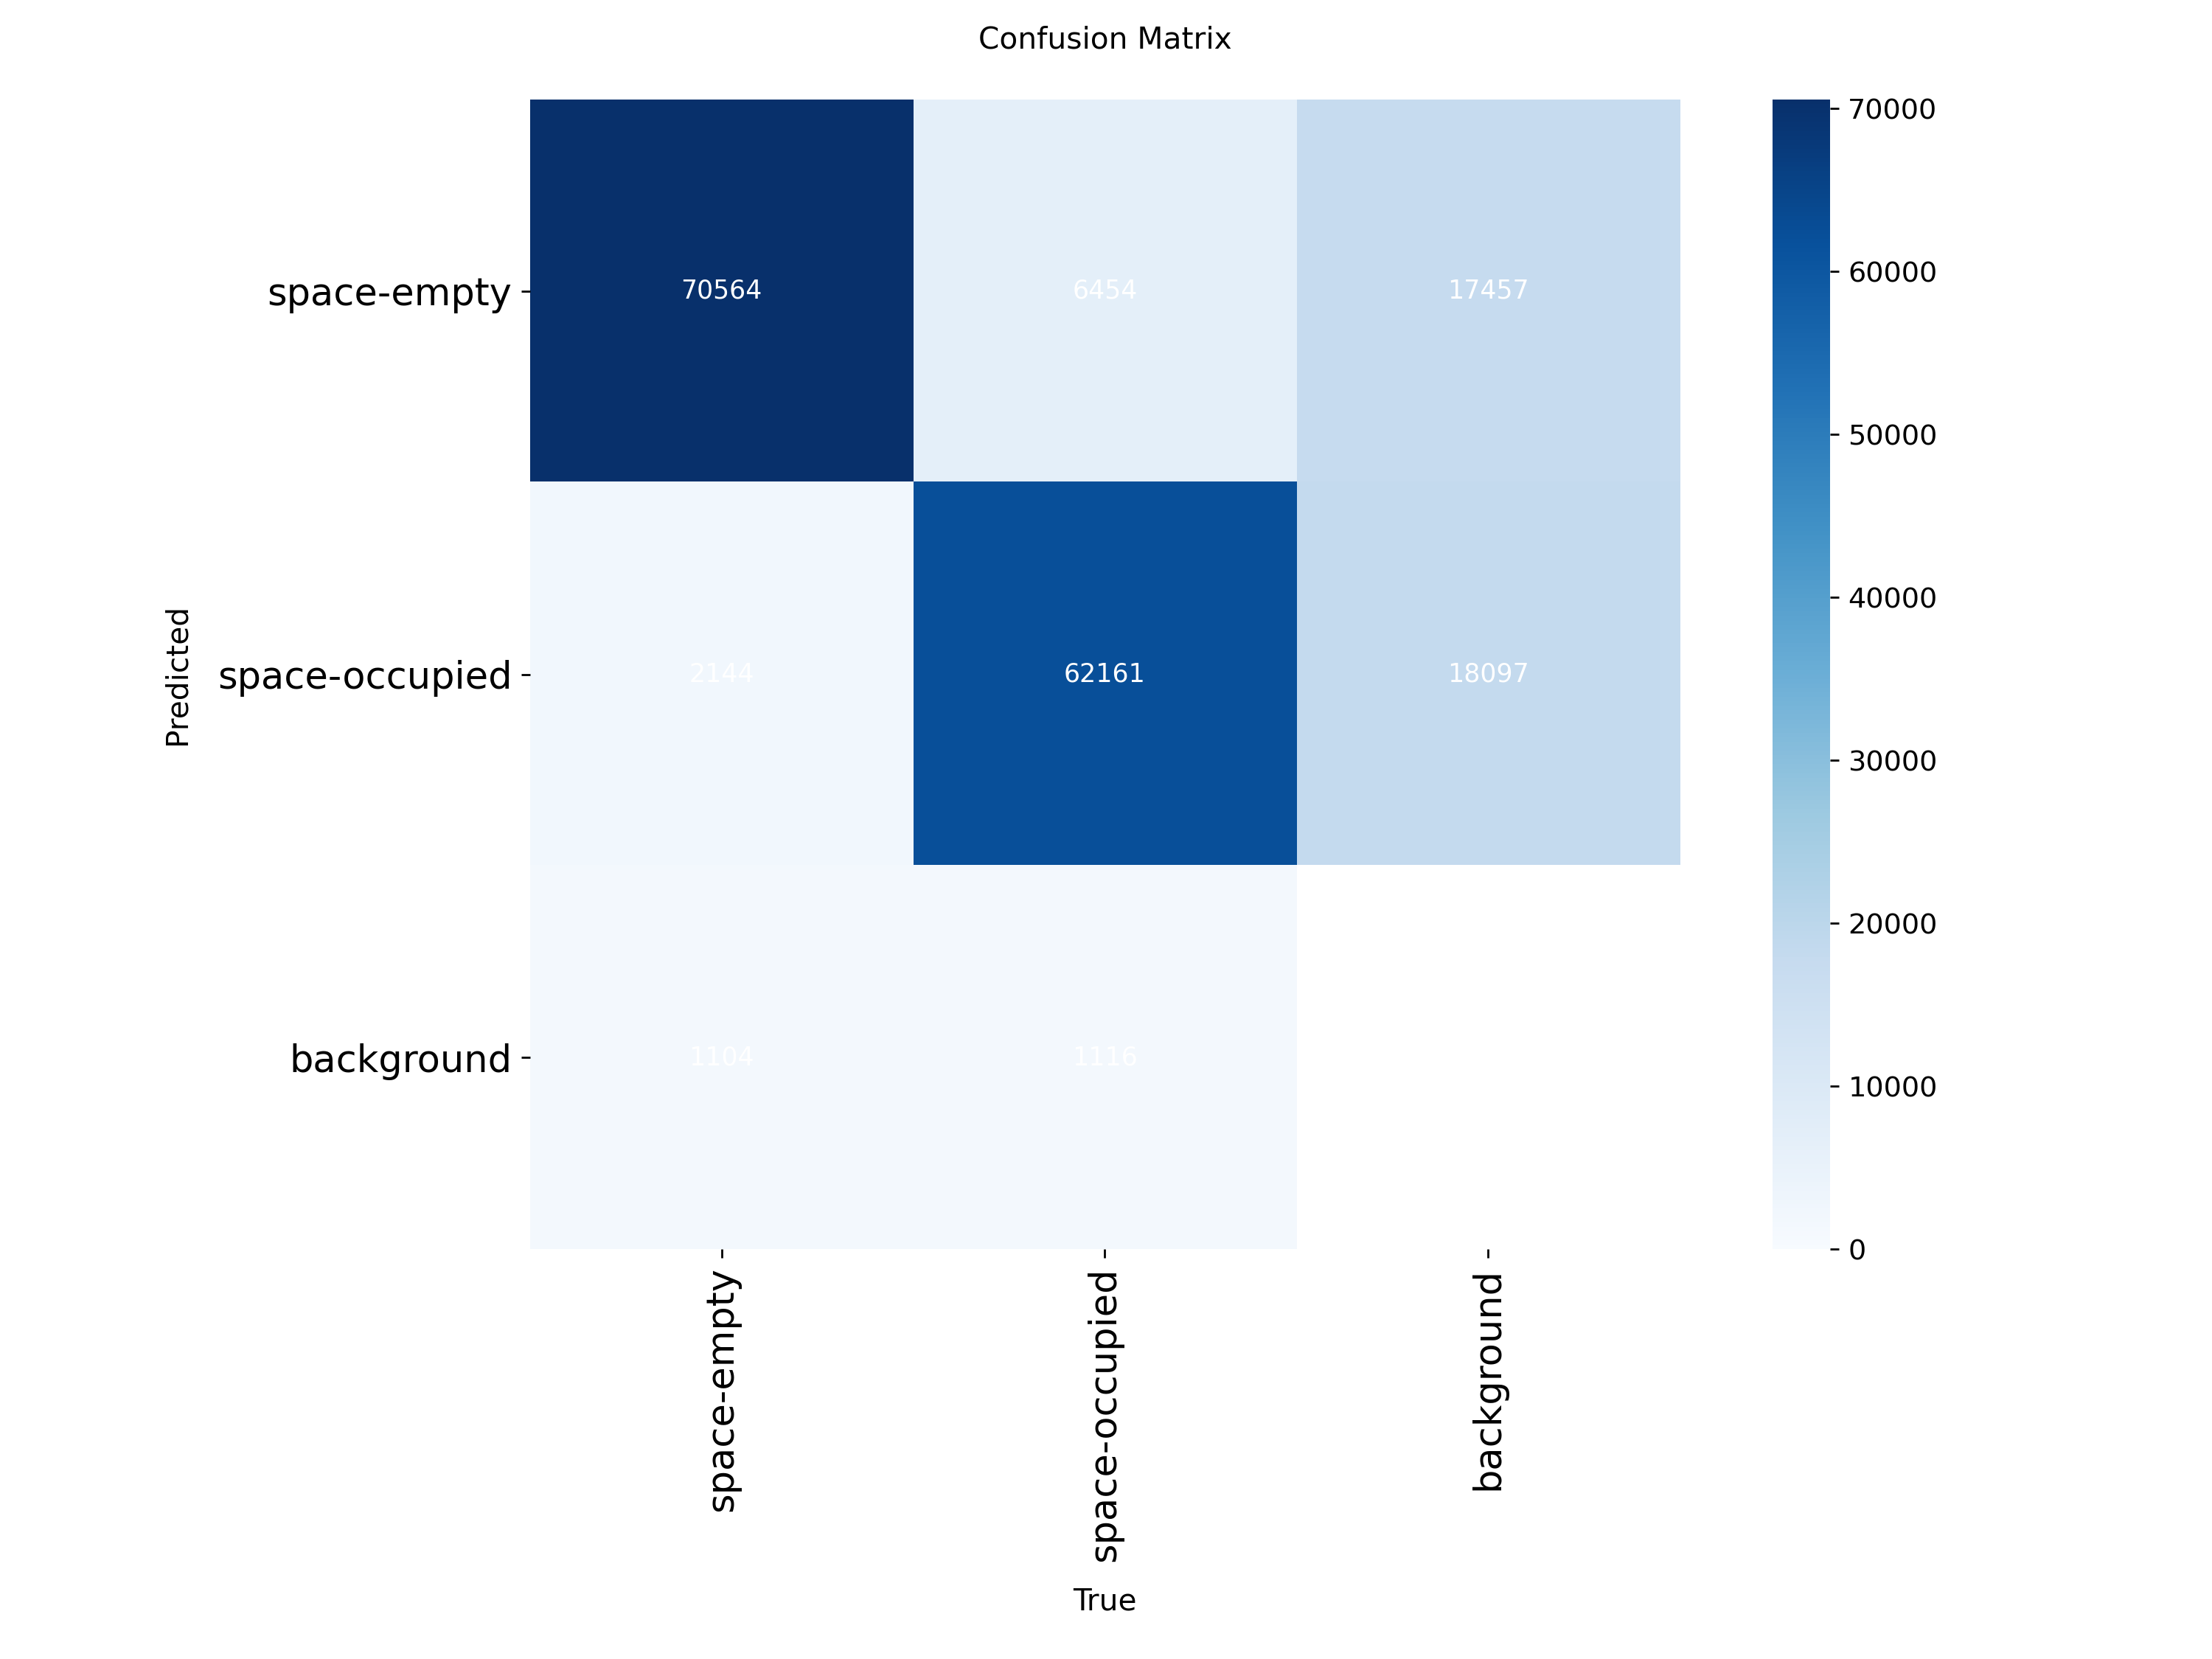 Confusion Matrix
space-empty
70564 6454 17457
space-occupied
2144 62161 18097
background
1104 1116
Predicted
space-empty
space-occupied
background
True
70000
60000
50000
40000
30000
20000
10000
0